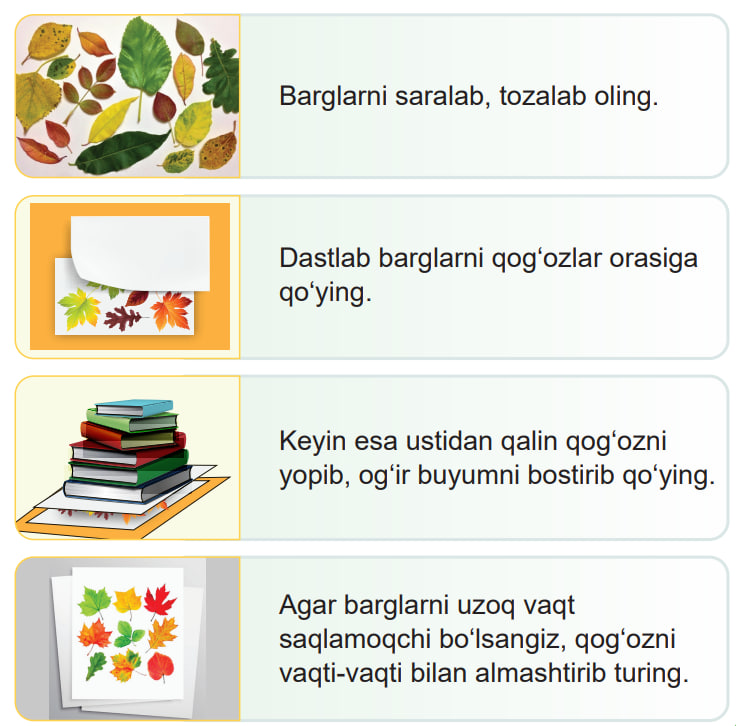 Barglarni saralab, tozalab oling.
Dastlab barglarni qog‘ozlar orasiga
qo‘ying.
Keyin esa ustidan qalin qog‘ozni
yopib, og‘ir buyumni bostirib qo‘ying.
Agar barglarni uzoq vaqt
saqlamoqchi bo‘lsangiz, qog‘ozni
vaqti-vaqti bilan almashtirib turing.